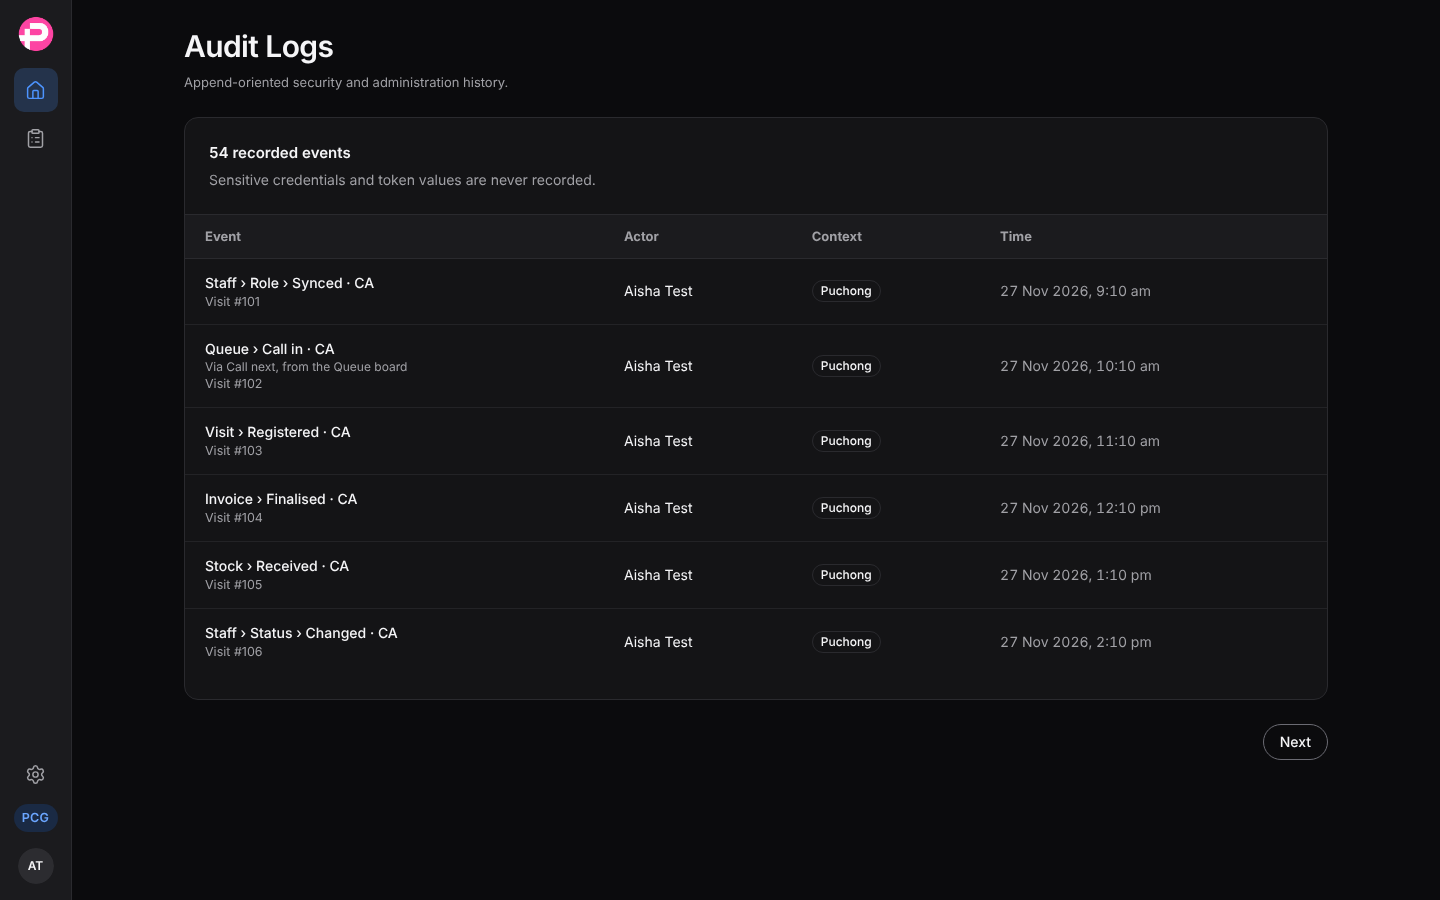 Audit Logs
Append-oriented security and administration history.
54 recorded events
Sensitive credentials and token values are never recorded.
Event Actor Context Time
Staff › Role › Synced · CA
Visit #101
Aisha Test Puchong 27 Nov 2026, 9:10 am
Queue › Call in · CA
Via Call next, from the Queue board
Visit #102
Aisha Test Puchong 27 Nov 2026, 10:10 am
Visit › Registered · CA
Visit #103
Aisha Test Puchong 27 Nov 2026, 11:10 am
Invoice › Finalised · CA
Visit #104
Aisha Test Puchong 27 Nov 2026, 12:10 pm
Stock › Received · CA
Visit #105
Aisha Test Puchong 27 Nov 2026, 1:10 pm
Staff › Status › Changed · CA
Visit #106
Aisha Test Puchong 27 Nov 2026, 2:10 pm
Next
PCG
AT